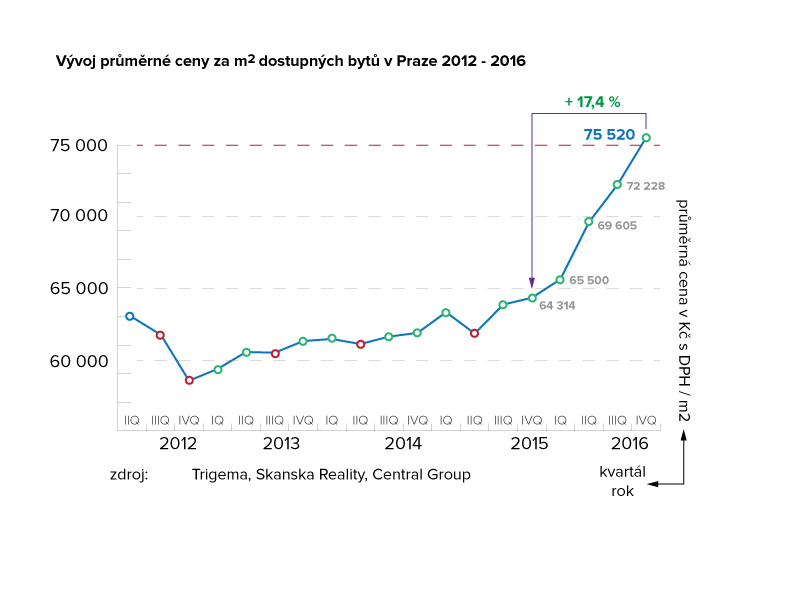 Vývoj průměrné ceny za m2 dostupných bytů v Praze 2012 - 2016
+ 17,4 %
75 520
75 000
72 228
70 000
69 605
65 500
65 000
64 314
60 000
průměrná cena v Kč s DPH / m2
IIQ IIIQ IVQ IQ IIQ IIIQ IVQ IQ IIQ IIIQ IVQ IQ IIQ IIIQ IVQ IQ IIQ IIIQ IVQ
2012 2013 2014 2015 2016
zdroj: Trigema, Skanska Reality, Central Group
kvartál
rok